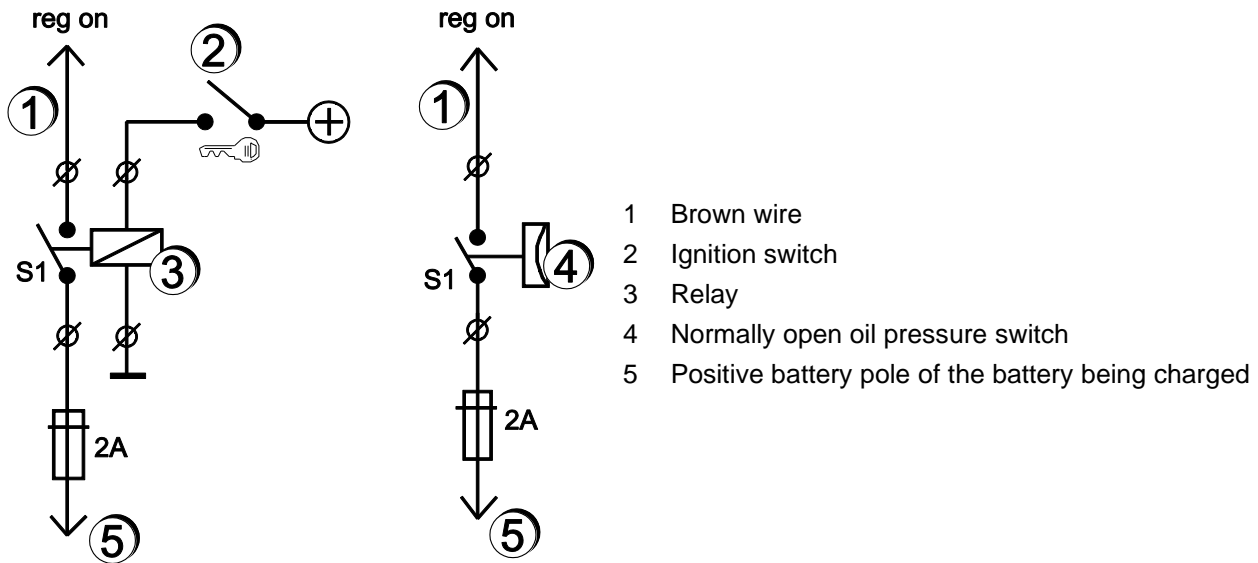 reg on
1
2
S1
3
2A
5
reg on
1
S1
4
2A
5
1 Brown wire
2 Ignition switch
3 Relay
4 Normally open oil pressure switch
5 Positive battery pole of the battery being charged